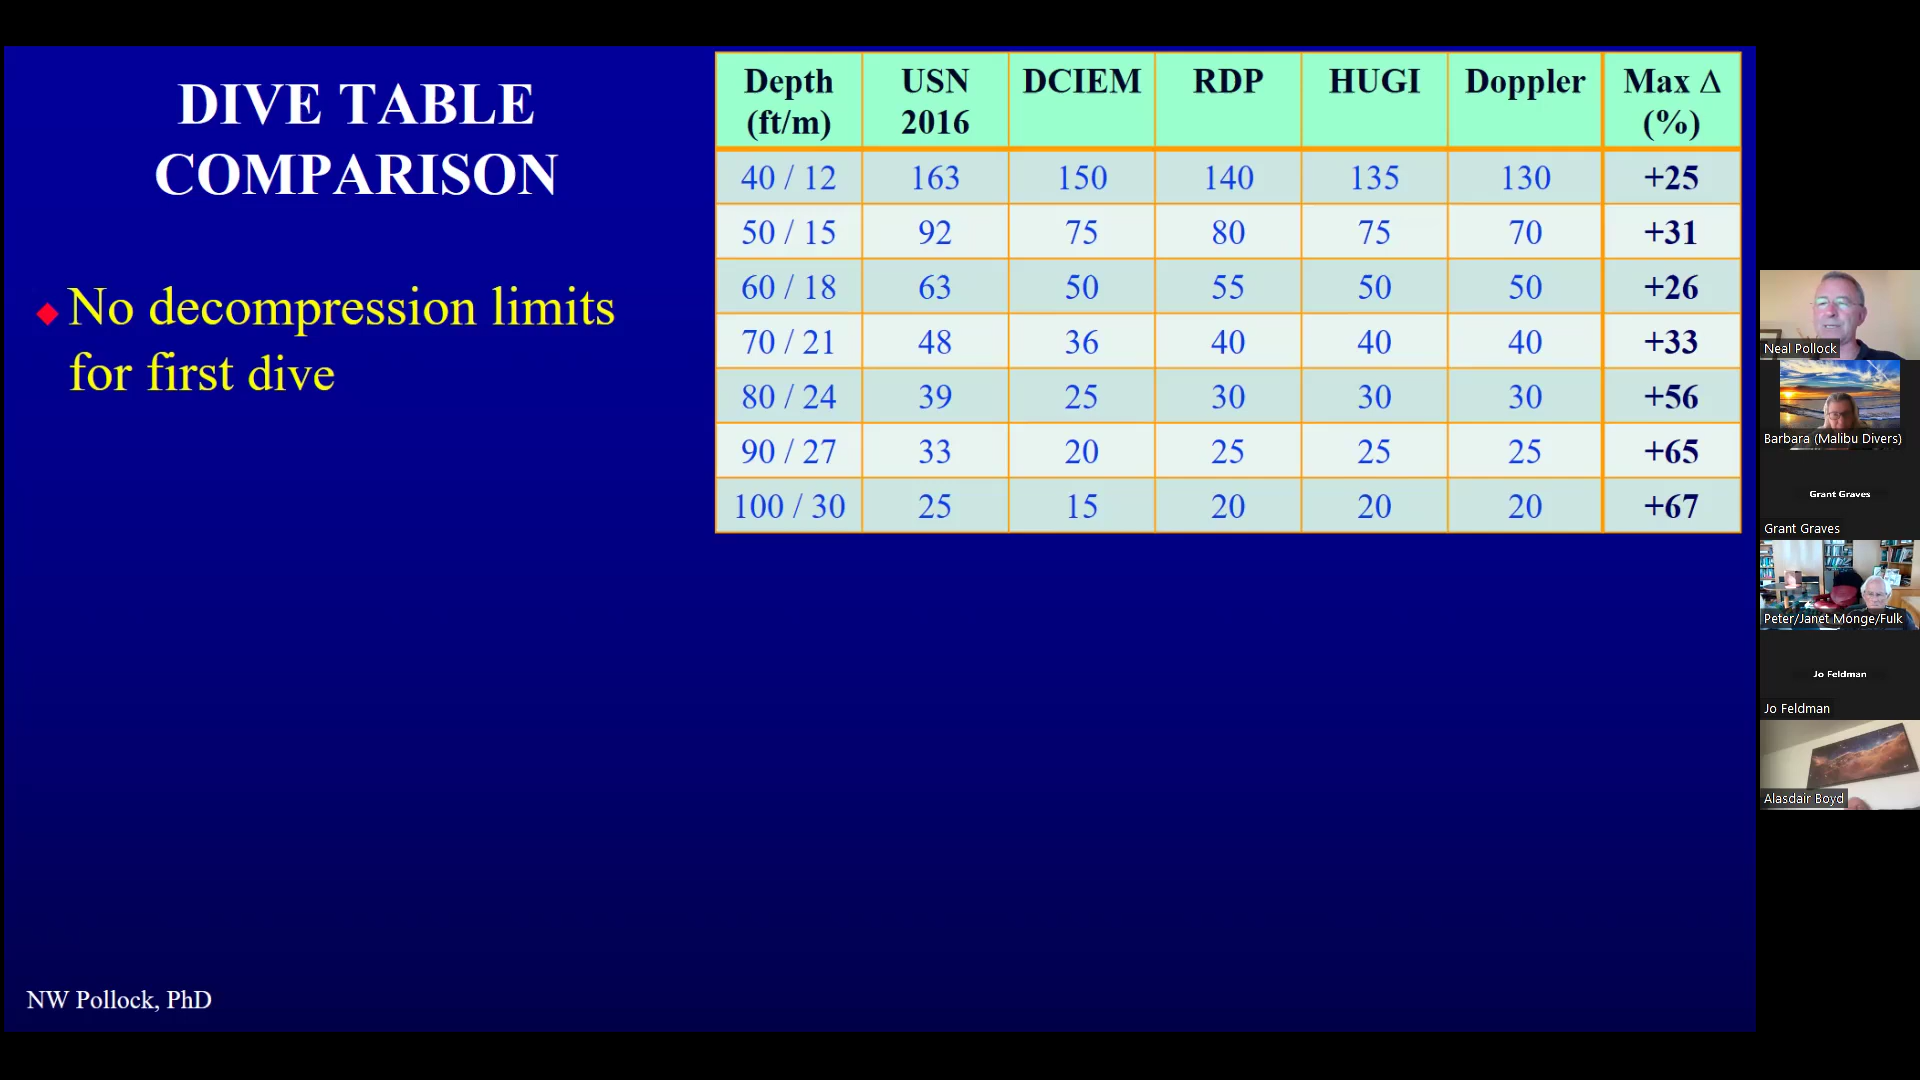 DIVE TABLE
COMPARISON
No decompression limits
for first dive
Depth (ft/m) USN 2016 DCIEM RDP HUGI Doppler Max Δ (%)
40 / 12 163 150 140 135 130 +25
50 / 15 92 75 80 75 70 +31
60 / 18 63 50 55 50 50 +26
70 / 21 48 36 40 40 40 +33
80 / 24 39 25 30 30 30 +56
90 / 27 33 20 25 25 25 +65
100 / 30 25 15 20 20 20 +67
NW Pollock, PhD
Neal Pollock
Barbara (Malibu Divers)
Grant Graves
Grant Graves
Peter/Janet Monge/Fulk
Jo Feldman
Jo Feldman
Alasdair Boyd